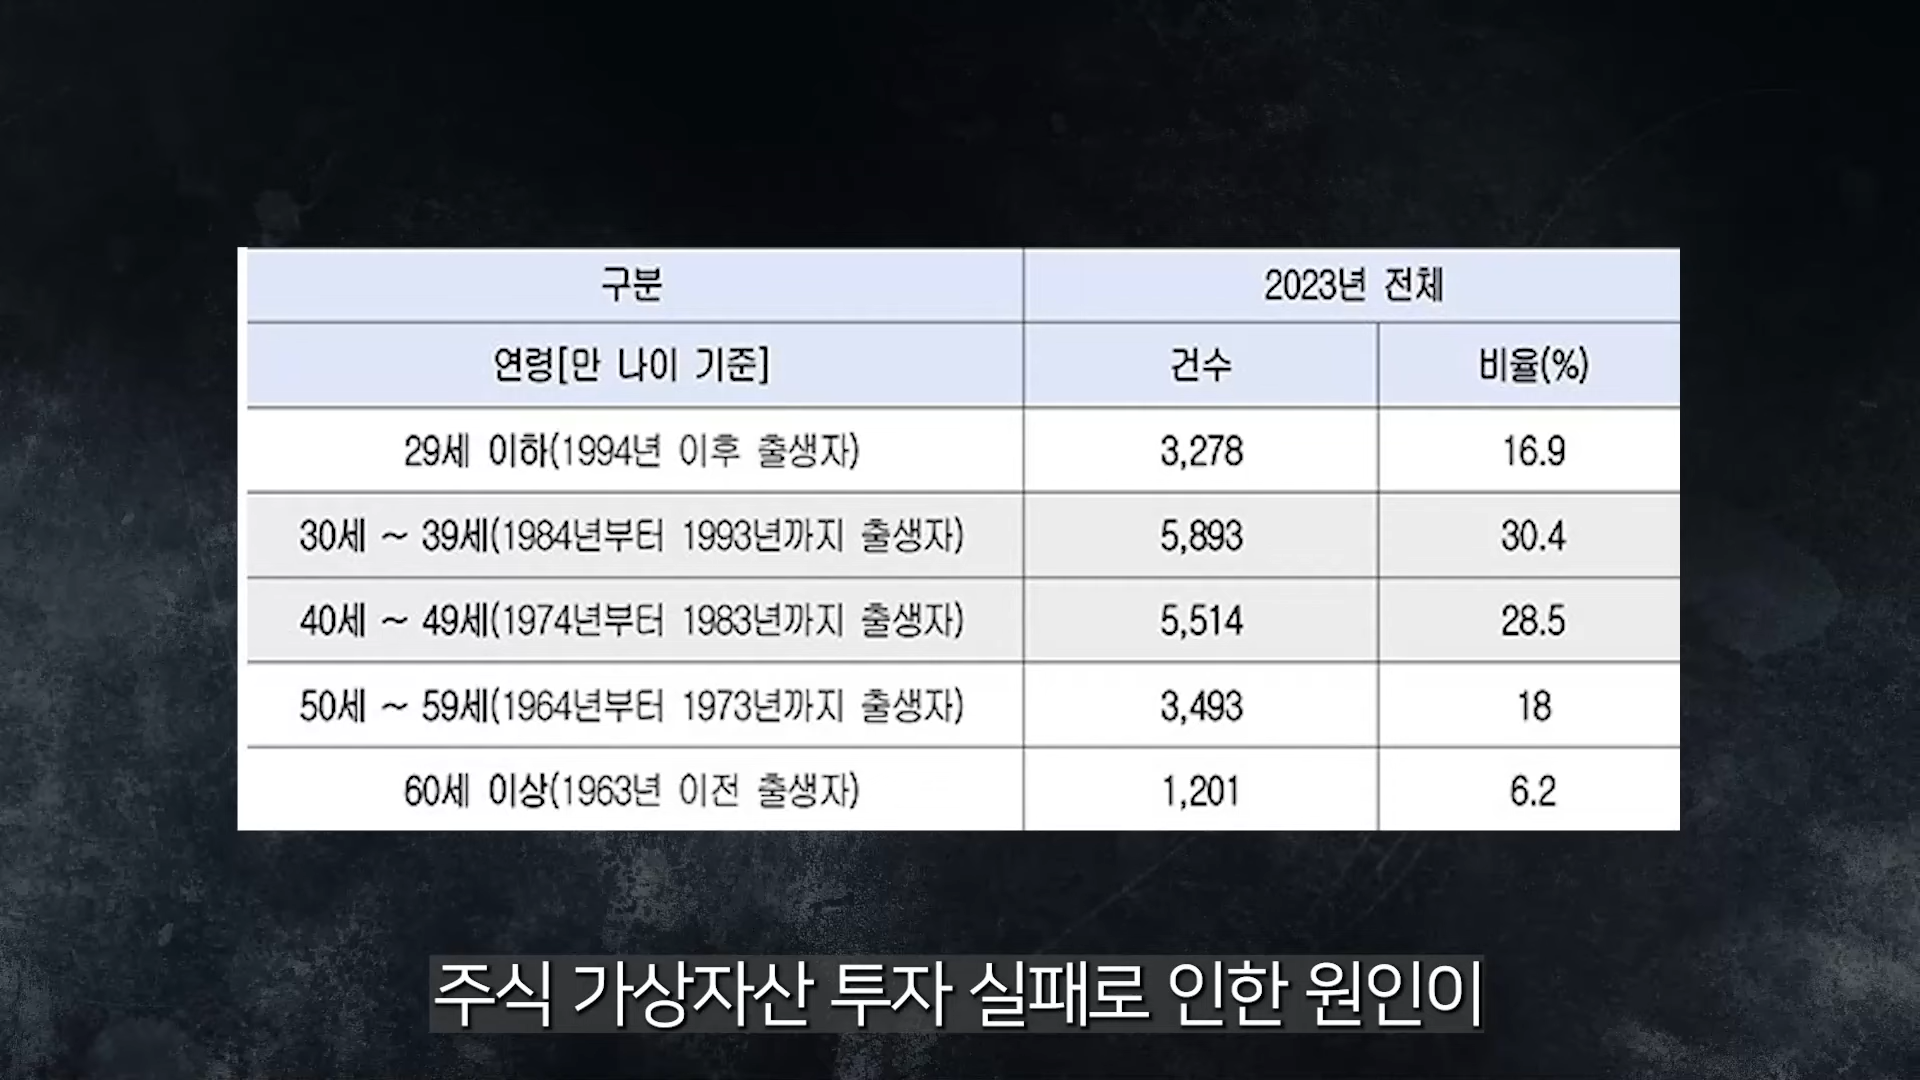 구분 2023년 전체
연령[만 나이 기준] 건수 비율(%)
29세 이하(1994년 이후 출생자) 3,278 16.9
30세 ~ 39세(1984년부터 1993년까지 출생자) 5,893 30.4
40세 ~ 49세(1974년부터 1983년까지 출생자) 5,514 28.5
50세 ~ 59세(1964년부터 1973년까지 출생자) 3,493 18
60세 이상(1963년 이전 출생자) 1,201 6.2
주식 가상자산 투자 실패로 인한 원인이